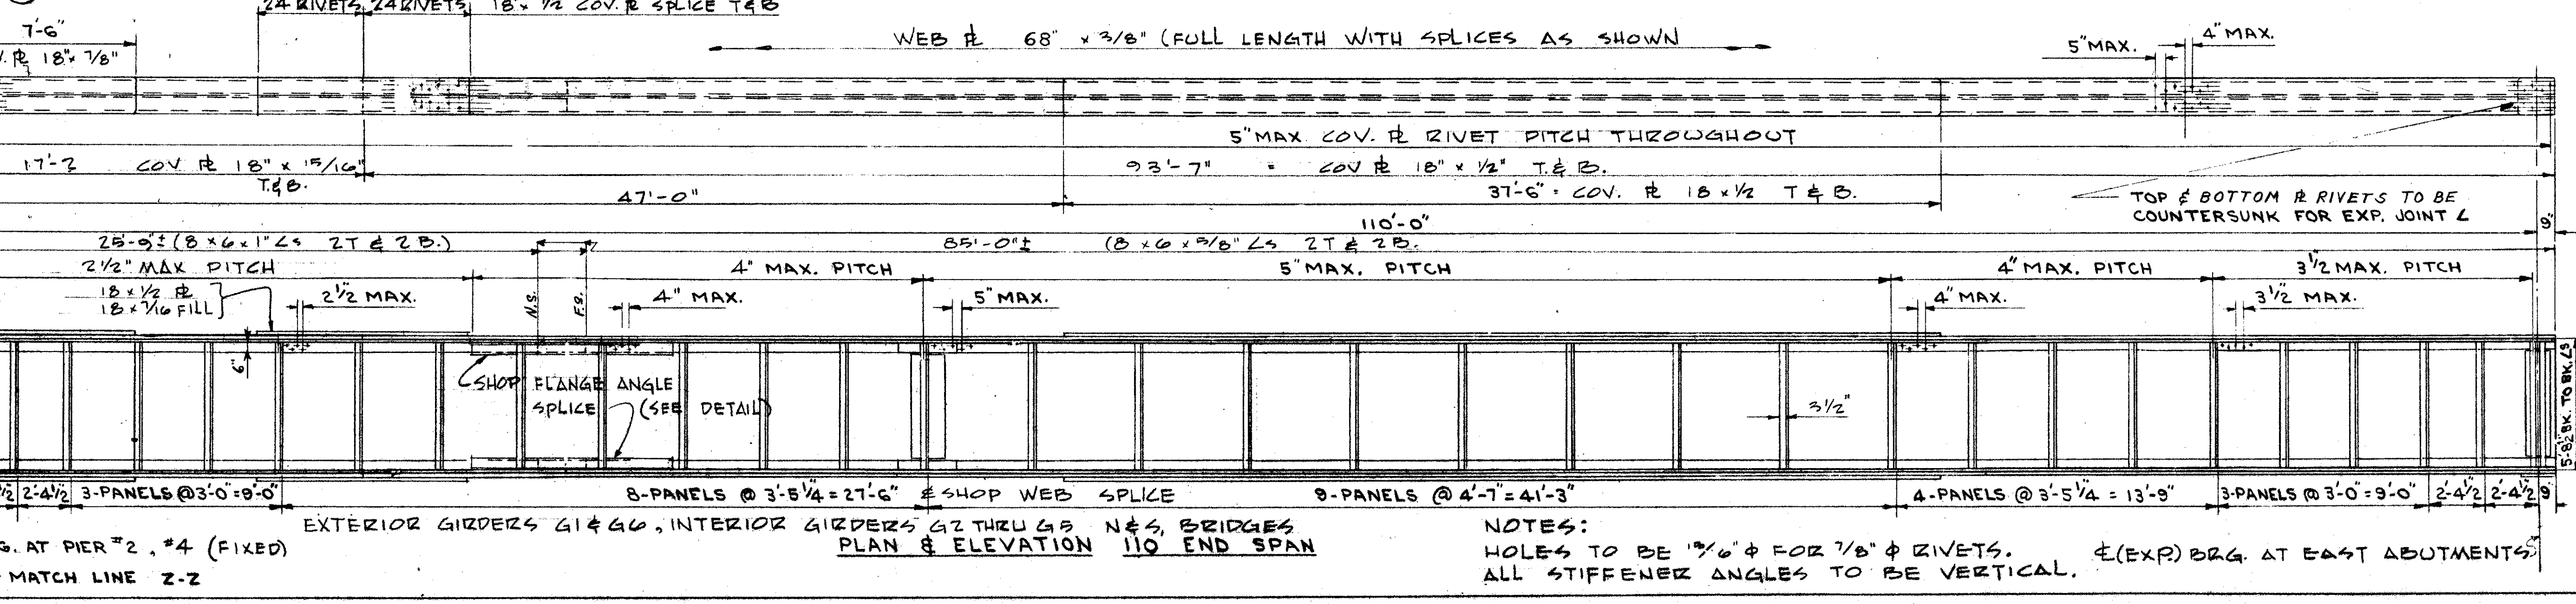 24 RIVETS 24 RIVETS 18" x 1/2 COV. ℞ SPLICE T&B
7'-6"
WEB ℞ 68" x 3/8" (FULL LENGTH WITH SPLICES AS SHOWN
5" MAX. 4" MAX.
℞ 18" x 7/8"
5" MAX. COV. ℞ RIVET PITCH THROUGHOUT
17'-2 COV ℞ 18" x 15/16"
T.&B.
93'-7" = COV ℞ 18" x 1/2" T.& B.
47'-0"
37'-6" = COV. ℞ 18 x 1/2 T & B.
TOP & BOTTOM ℞ RIVETS TO BE
COUNTERSUNK FOR EXP. JOINT ∠
110'-0"
9"
25'-9"± (8 x 6 x 1" ∠s 2T & 2B.)
85'-0"± (8 x 6 x 5/8" ∠s 2T & 2B.
2 1/2" MAX PITCH
4" MAX. PITCH
5" MAX. PITCH
4" MAX. PITCH
3 1/2 MAX. PITCH
18 x 1/2 ℞
18 x 7/16 FILL
2 1/2 MAX.
N.S.
F.S.
4" MAX.
5" MAX.
4" MAX.
3 1/2 MAX.
6"
SHOP FLANGE ANGLE
SPLICE (SEE DETAIL)
3 1/2"
5'-8 1/2" BK. TO BK. ∠S
2'-4 1/2 3-PANELS @ 3'-0" = 9'-0"
8-PANELS @ 3'-5 1/4 = 27'-6"
℄ SHOP WEB SPLICE
9-PANELS @ 4'-7" = 41'-3"
4-PANELS @ 3'-5 1/4 = 13'-9"
3-PANELS @ 3'-0" = 9'-0"
2'-4 1/2 2'-4 1/2 9"
EXTERIOR GIRDERS G1 & G6, INTERIOR GIRDERS G2 THRU G5 N & S. BRIDGES
PLAN & ELEVATION 110 END SPAN
G. AT PIER #2, #4 (FIXED)
MATCH LINE Z-Z
NOTES:
HOLES TO BE 15/16" ⌀ FOR 7/8" ⌀ RIVETS.
ALL STIFFENER ANGLES TO BE VERTICAL.
℄ (EXP.) BRG. AT EAST ABUTMENTS